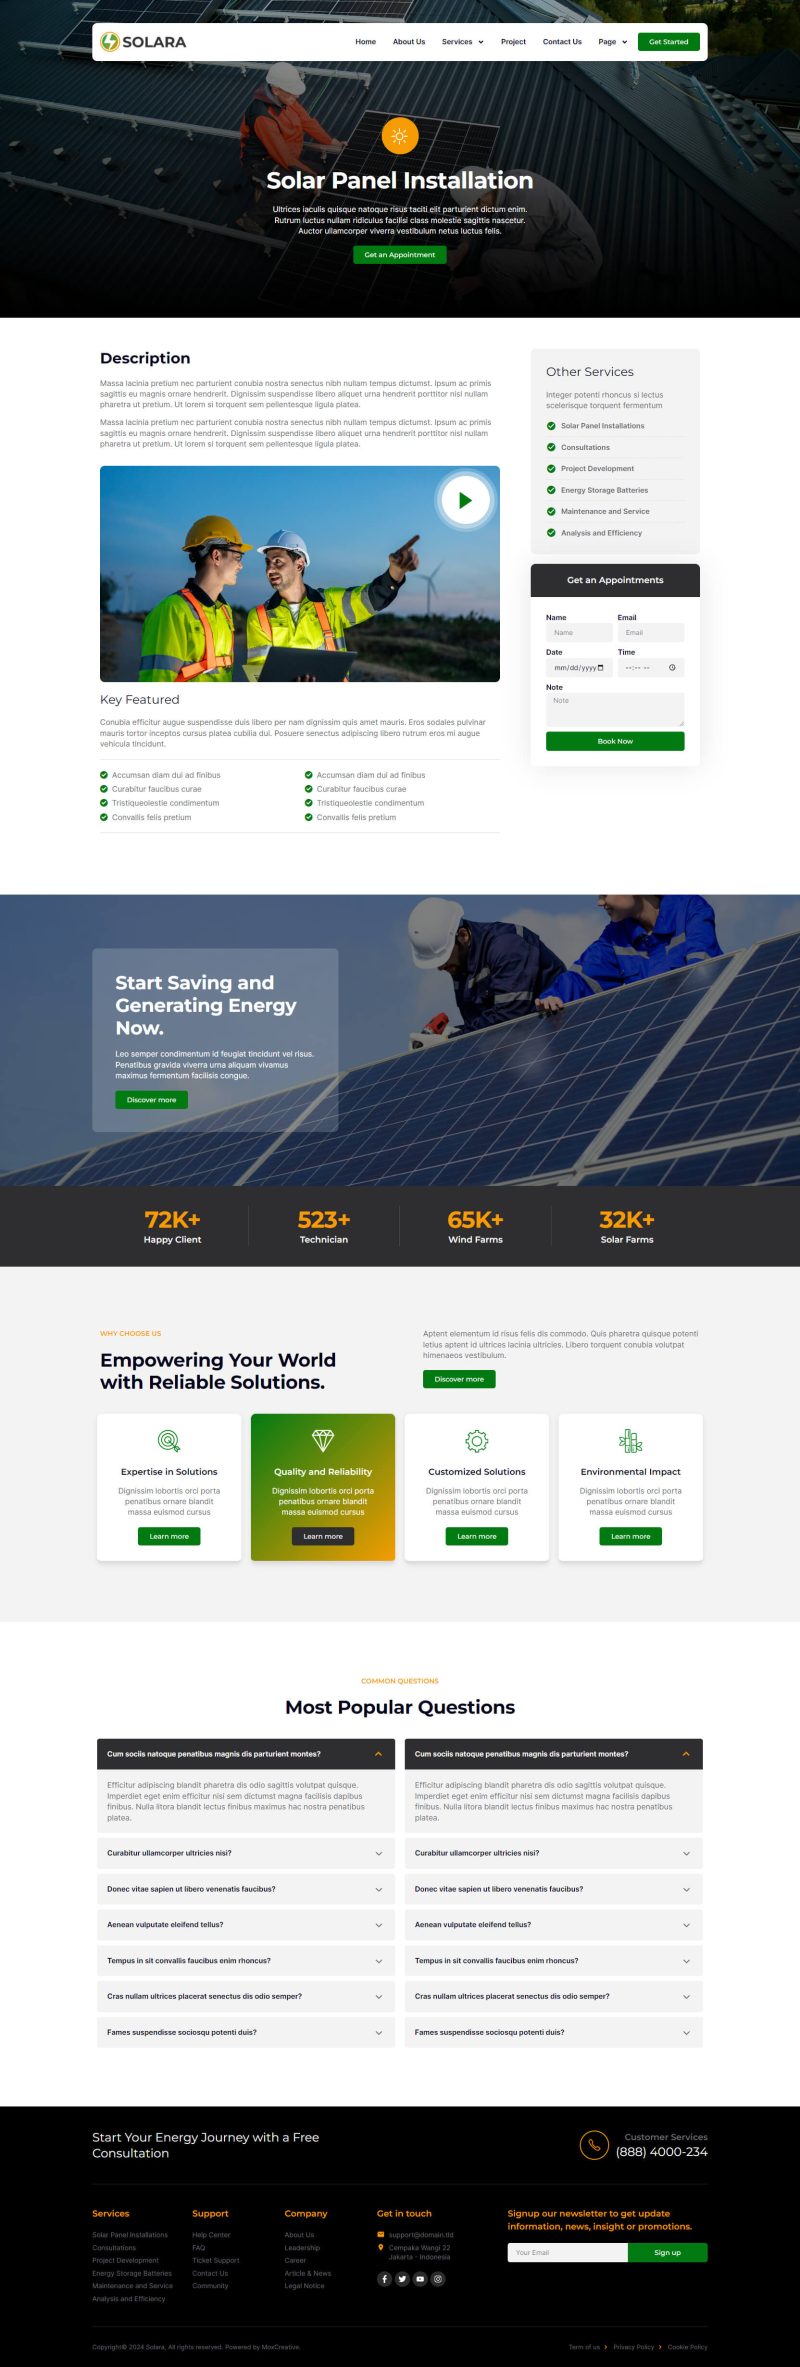 SOLARA
Home
About Us
Services
Project
Contact Us
Page
Get Started
Solar Panel Installation
Ultrices iaculis quisque natoque risus taciti elit parturient dictum enim.
Rutrum luctus nullam ridiculus facilisi class molestie sagittis nascetur.
Auctor ullamcorper viverra vestibulum netus luctus felis.
Get an Appointment
Description
Massa lacinia pretium nec parturient conubia nostra senectus nibh nullam tempus dictumst. Ipsum ac primis
sagittis eu magnis ornare hendrerit. Dignissim suspendisse libero aliquet urna hendrerit porttitor nisl nullam
pharetra ut pretium. Ut lorem si torquent sem pellentesque ligula platea.
Massa lacinia pretium nec parturient conubia nostra senectus nibh nullam tempus dictumst. Ipsum ac primis
sagittis eu magnis ornare hendrerit. Dignissim suspendisse libero aliquet urna hendrerit porttitor nisl nullam
pharetra ut pretium. Ut lorem si torquent sem pellentesque ligula platea.
Key Featured
Conubia efficitur augue suspendisse duis libero per nam dignissim quis amet mauris. Eros sodales pulvinar
mauris tortor inceptos cursus platea cubilia dui. Posuere senectus adipiscing libero rutrum eros mi augue
vehicula tincidunt.
Accumsan diam dui ad finibus
Curabitur faucibus curae
Tristiqueolestie condimentum
Convallis felis pretium
Accumsan diam dui ad finibus
Curabitur faucibus curae
Tristiqueolestie condimentum
Convallis felis pretium
Other Services
Integer potenti rhoncus si lectus
scelerisque torquent fermentum
Solar Panel Installations
Consultations
Project Development
Energy Storage Batteries
Maintenance and Service
Analysis and Efficiency
Get an Appointments
Name
Email
Name
Email
Date
Time
mm/dd/yyyy
--:-- --
Note
Note
Book Now
Start Saving and
Generating Energy
Now.
Leo semper condimentum id feugiat tincidunt vel risus.
Penatibus gravida viverra urna aliquam vivamus
maximus fermentum facilisis congue.
Discover more
72K+
Happy Client
523+
Technician
65K+
Wind Farms
32K+
Solar Farms
WHY CHOOSE US
Empowering Your World
with Reliable Solutions.
Aptent elementum id risus felis dis commodo. Quis pharetra quisque potenti
letius aptent id ultrices lacinia ultricies. Libero torquent conubia volutpat
himenaeos vestibulum.
Discover more
Expertise in Solutions
Dignissim lobortis orci porta
penatibus ornare blandit
massa euismod cursus
Learn more
Quality and Reliability
Dignissim lobortis orci porta
penatibus ornare blandit
massa euismod cursus
Learn more
Customized Solutions
Dignissim lobortis orci porta
penatibus ornare blandit
massa euismod cursus
Learn more
Environmental Impact
Dignissim lobortis orci porta
penatibus ornare blandit
massa euismod cursus
Learn more
COMMON QUESTIONS
Most Popular Questions
Cum sociis natoque penatibus magnis dis parturient montes?
Efficitur adipiscing blandit pharetra dis odio sagittis volutpat quisque.
Imperdiet eget enim efficitur nisi sem dictumst magna facilisis dapibus
finibus. Nulla litora blandit lectus finibus maximus hac nostra penatibus
platea.
Curabitur ullamcorper ultricies nisi?
Donec vitae sapien ut libero venenatis faucibus?
Aenean vulputate eleifend tellus?
Tempus in sit convallis faucibus enim rhoncus?
Cras nullam ultrices placerat senectus dis odio semper?
Fames suspendisse sociosqu potenti duis?
Cum sociis natoque penatibus magnis dis parturient montes?
Efficitur adipiscing blandit pharetra dis odio sagittis volutpat quisque.
Imperdiet eget enim efficitur nisi sem dictumst magna facilisis dapibus
finibus. Nulla litora blandit lectus finibus maximus hac nostra penatibus
platea.
Curabitur ullamcorper ultricies nisi?
Donec vitae sapien ut libero venenatis faucibus?
Aenean vulputate eleifend tellus?
Tempus in sit convallis faucibus enim rhoncus?
Cras nullam ultrices placerat senectus dis odio semper?
Fames suspendisse sociosqu potenti duis?
Start Your Energy Journey with a Free
Consultation
Customer Services
(888) 4000-234
Services
Solar Panel Installations
Consultations
Project Development
Energy Storage Batteries
Maintenance and Service
Analysis and Efficiency
Support
Help Center
FAQ
Ticket Support
Contact Us
Community
Company
About Us
Leadership
Career
Article & News
Legal Notice
Get in touch
support@domain.tld
Cempaka Wangi 22
Jakarta - Indonesia
Signup our newsletter to get update
information, news, insight or promotions.
Your Email
Sign up
Copyright© 2024 Solara, All rights reserved. Powered by MoxCreative.
Term of us
Privacy Policy
Cookie Policy